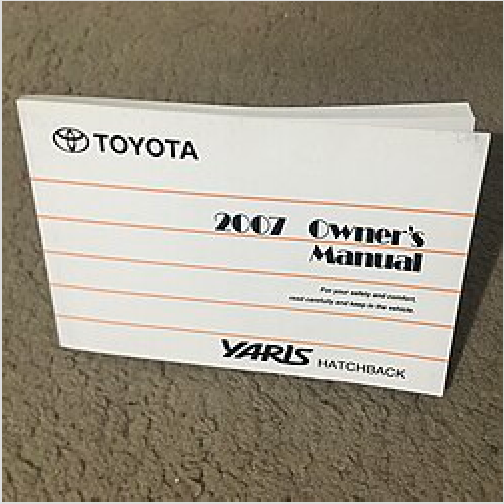 TOYOTA
2007 Owner's
Manual
For your safety and comfort,
read carefully and keep in the vehicle.
YARIS HATCHBACK